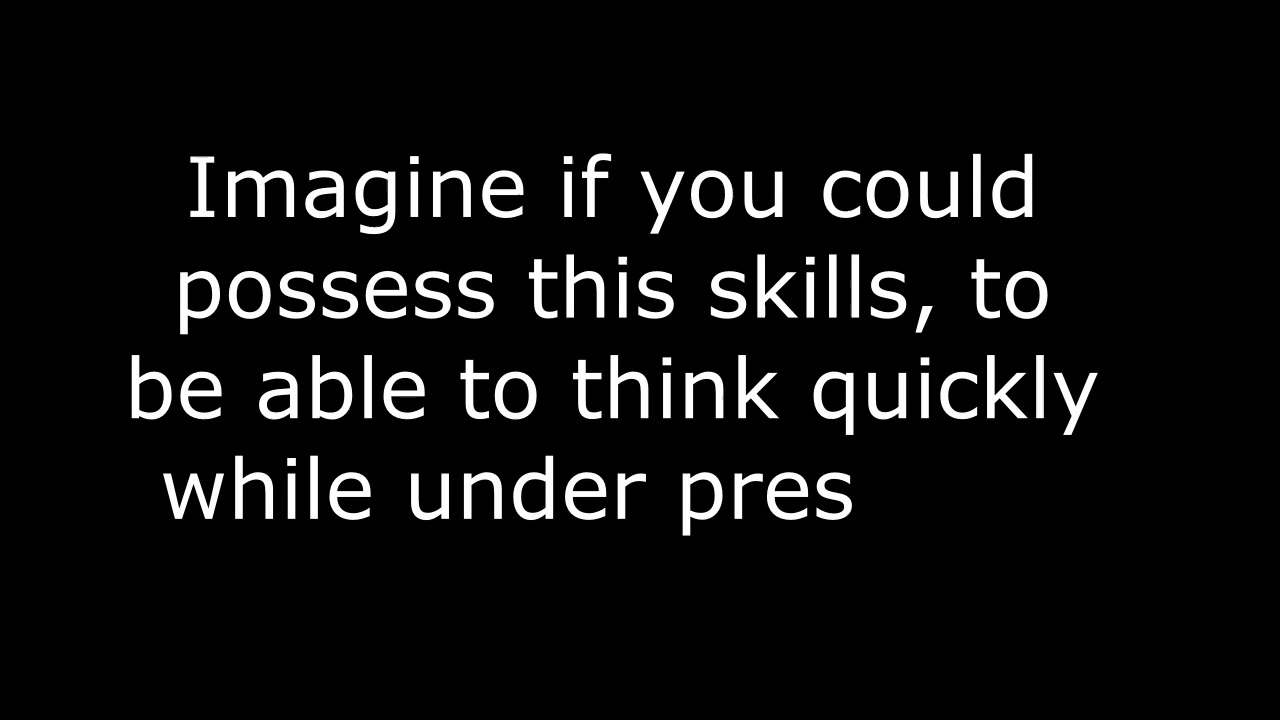 Imagine if you could
possess this skills, to
be able to think quickly
while under pres